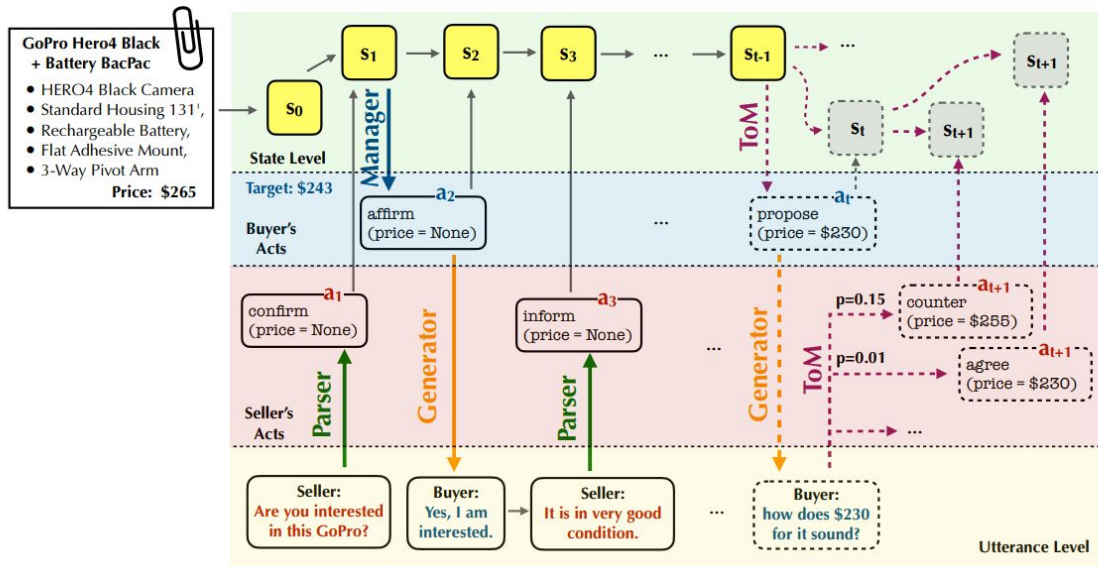 GoPro Hero4 Black
+ Battery BacPac
• HERO4 Black Camera
• Standard Housing 131',
• Rechargeable Battery,
• Flat Adhesive Mount,
• 3-Way Pivot Arm
Price: $265
S0
S1
S2
S3
...
St-1
...
St
St+1
St+1
State Level
Manager
ToM
Target: $243
a2
affirm
(price = None)
...
at
propose
(price = $230)
Buyer's
Acts
a1
confirm
(price = None)
a3
inform
(price = None)
...
p=0.15
at+1
counter
(price = $255)
p=0.01
at+1
agree
(price = $230)
...
Parser
Generator
Parser
Generator
ToM
Seller's
Acts
Seller:
Are you interested
in this GoPro?
Buyer:
Yes, I am
interested.
Seller:
It is in very good
condition.
...
Buyer:
how does $230
for it sound?
Utterance Level